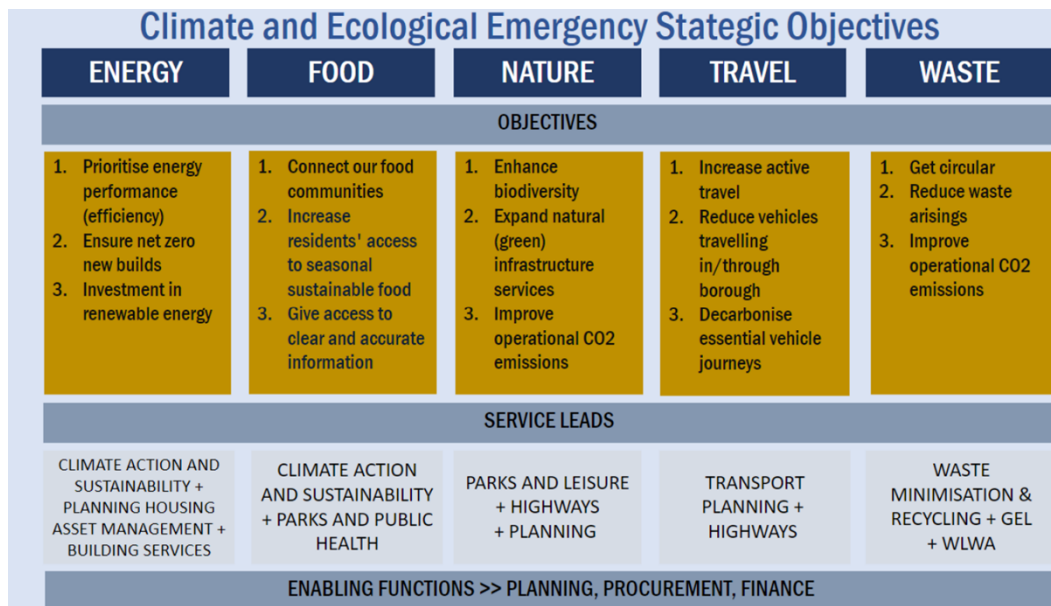 Climate and Ecological Emergency Stategic Objectives
ENERGY
FOOD
NATURE
TRAVEL
WASTE
OBJECTIVES
1. Prioritise energy
performance
(efficiency)
2. Ensure net zero
new builds
3. Investment in
renewable energy
1. Connect our food
communities
2. Increase
residents' access
to seasonal
sustainable food
3. Give access to
clear and accurate
information
1. Enhance
biodiversity
2. Expand natural
(green)
infrastructure
services
3. Improve
operational CO2
emissions
1. Increase active
travel
2. Reduce vehicles
travelling
in/through
borough
3. Decarbonise
essential vehicle
journeys
1. Get circular
2. Reduce waste
arisings
3. Improve
operational CO2
emissions
SERVICE LEADS
CLIMATE ACTION AND
SUSTAINABILITY +
PLANNING HOUSING
ASSET MANAGEMENT +
BUILDING SERVICES
CLIMATE ACTION
AND SUSTAINABILITY
+ PARKS AND PUBLIC
HEALTH
PARKS AND LEISURE
+ HIGHWAYS
+ PLANNING
TRANSPORT
PLANNING +
HIGHWAYS
WASTE
MINIMISATION &
RECYCLING + GEL
+ WLWA
ENABLING FUNCTIONS >> PLANNING, PROCUREMENT, FINANCE